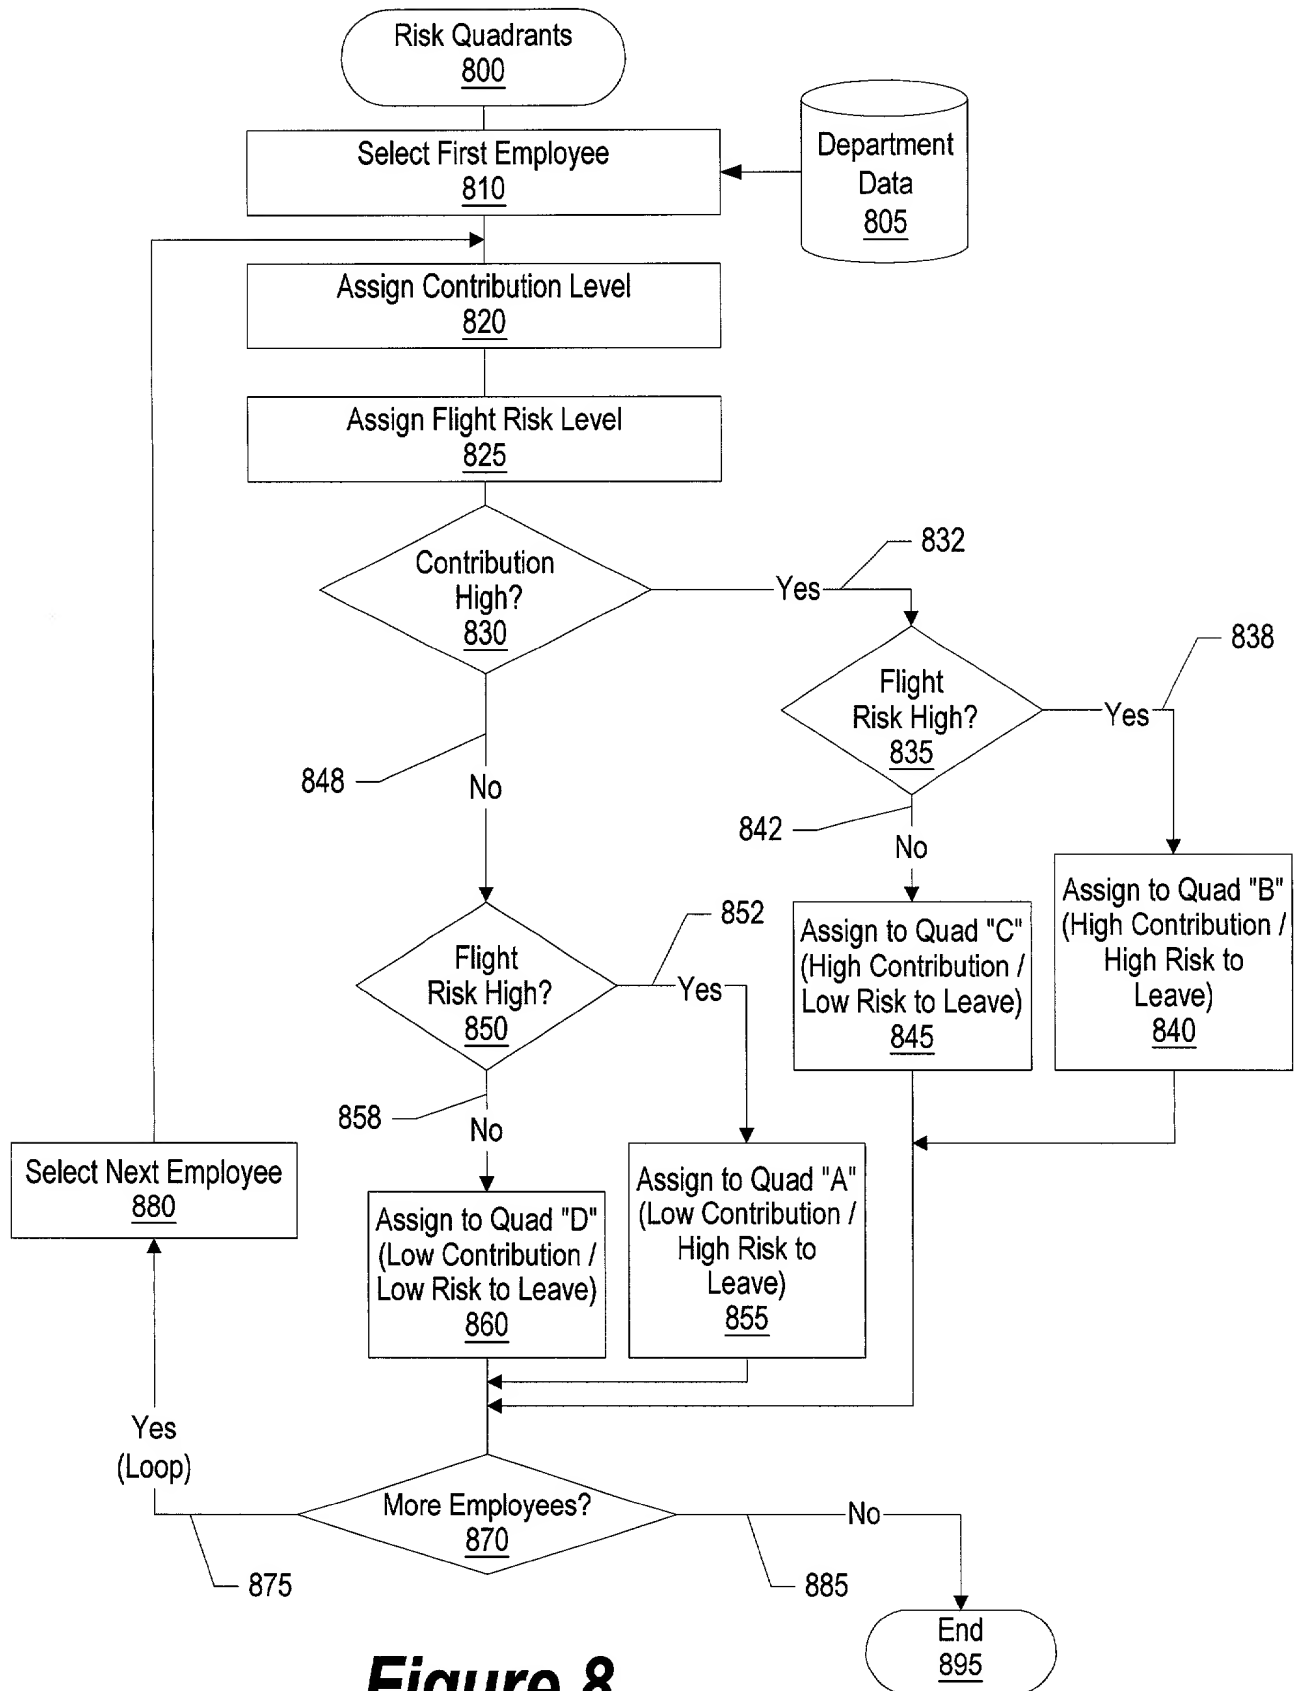 Risk Quadrants
800
Department
Data
805
Select First Employee
810
Assign Contribution Level
820
Assign Flight Risk Level
825
Contribution
High?
830
Yes
832
Flight
Risk High?
835
Yes
838
848
No
842
No
Assign to Quad "B"
(High Contribution /
High Risk to
Leave)
840
Assign to Quad "C"
(High Contribution /
Low Risk to Leave)
845
Flight
Risk High?
850
852
Yes
858
No
Select Next Employee
880
Assign to Quad "D"
(Low Contribution /
Low Risk to Leave)
860
Assign to Quad "A"
(Low Contribution /
High Risk to
Leave)
855
Yes
(Loop)
More Employees?
870
No
875
885
End
895
Figure 8